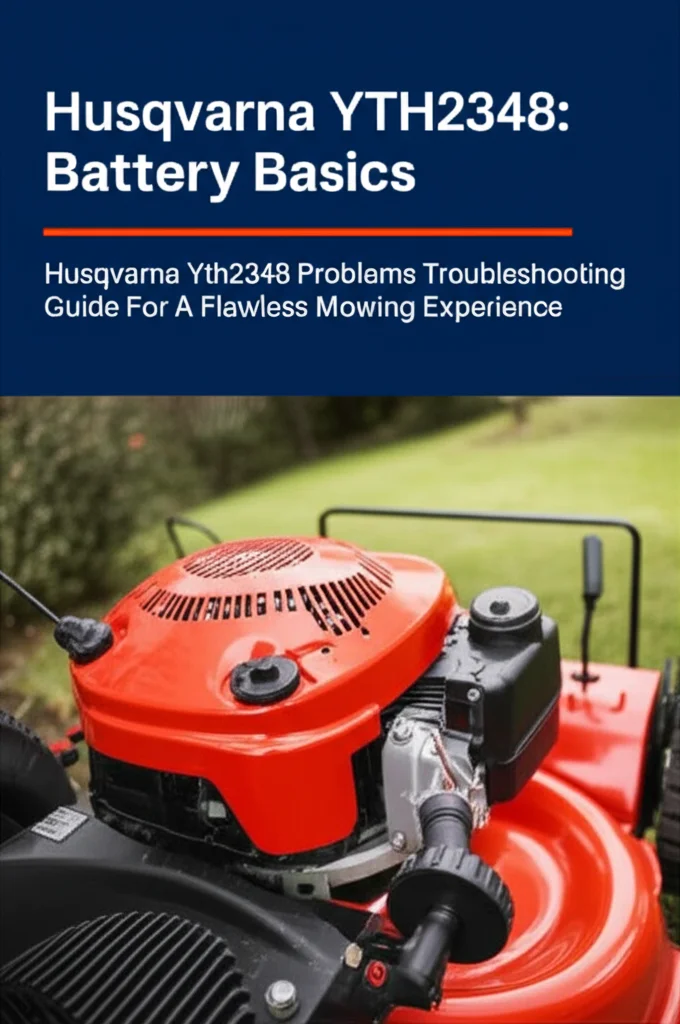 Husqvarna YTH2348:
Battery Basics
Husqvarna Yth2348 Problems Troubleshooting
Guide For A Flawless Mowing Experience